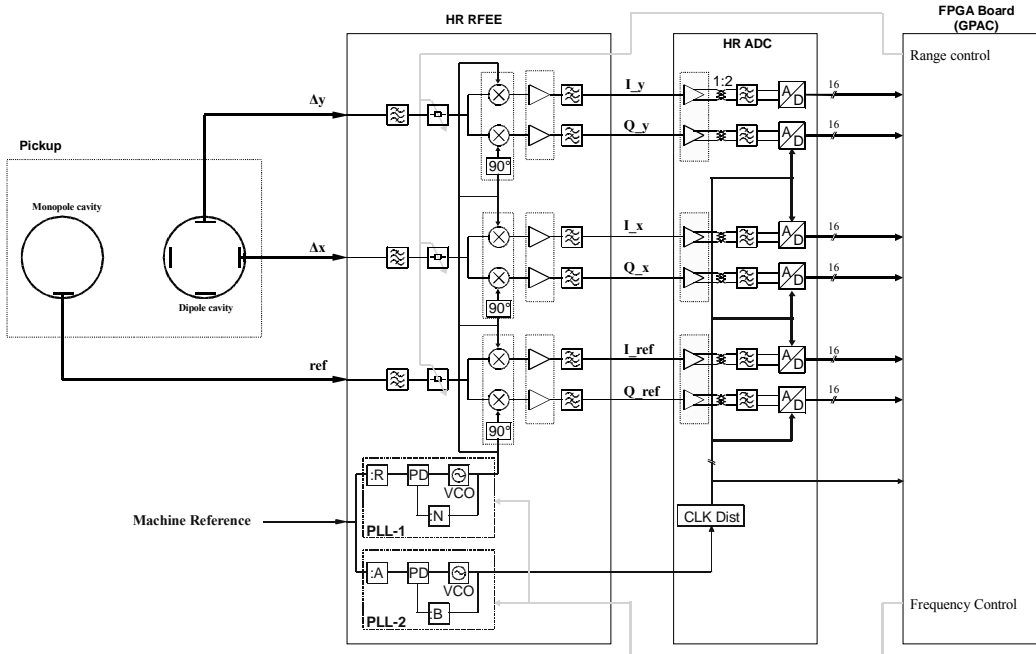 HR RFEE
FPGA Board
(GPAC)
HR ADC
Range control
Δy
I_y
1:2
A/D
16
Q_y
A/D
16
90°
Pickup
Monopole cavity
Dipole cavity
Δx
I_x
A/D
16
Q_x
A/D
16
90°
ref
I_ref
A/D
16
Q_ref
A/D
16
90°
:R
PD
VCO
:N
PLL-1
Machine Reference
CLK Dist
:A
PD
VCO
:B
PLL-2
Frequency Control